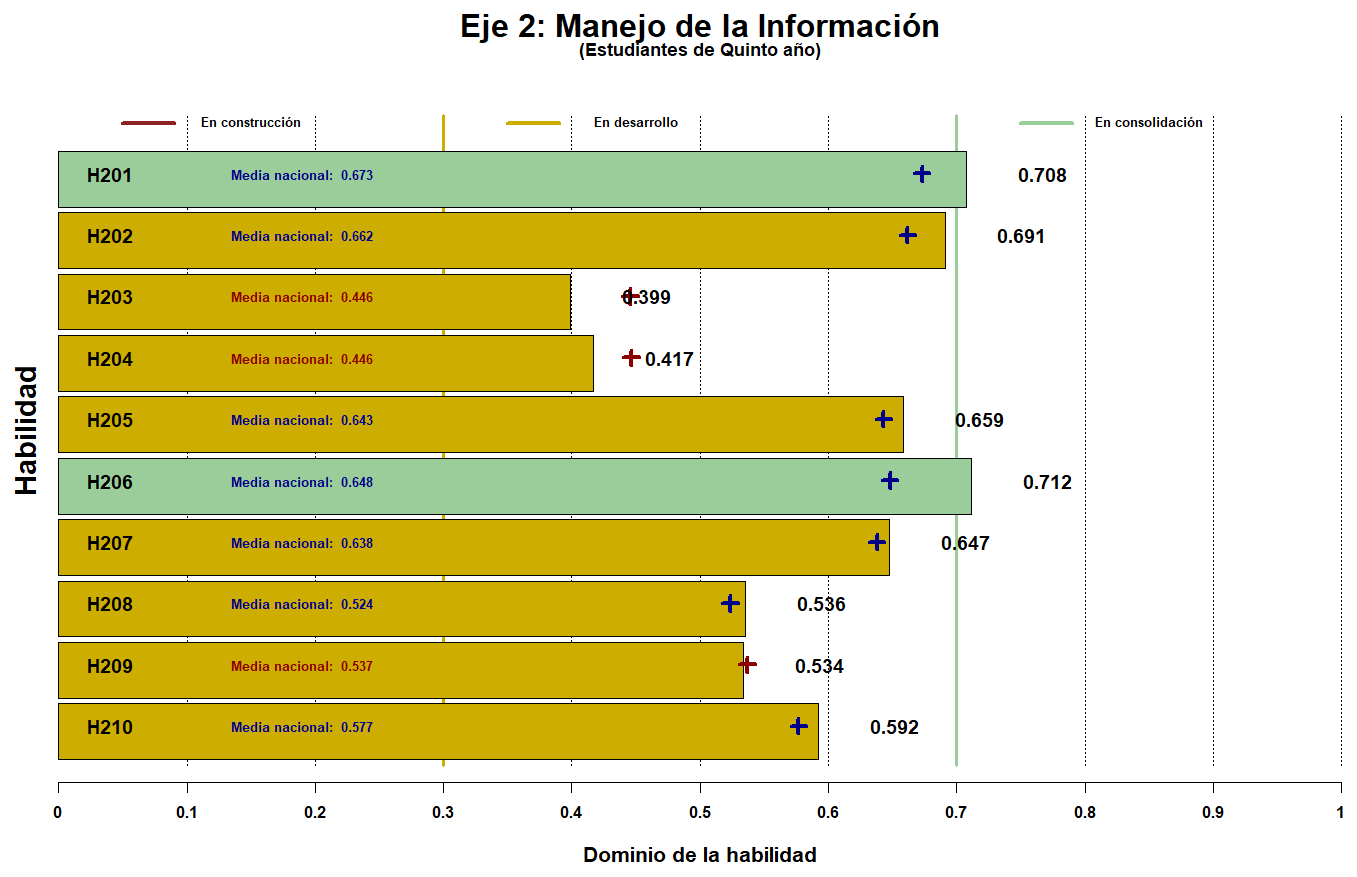 Eje 2: Manejo de la Información
(Estudiantes de Quinto año)
En construcción En desarrollo En consolidación
H201 Media nacional: 0.673 0.708
H202 Media nacional: 0.662 0.691
H203 Media nacional: 0.446 0.399
H204 Media nacional: 0.446 0.417
H205 Media nacional: 0.643 0.659
H206 Media nacional: 0.648 0.712
H207 Media nacional: 0.638 0.647
H208 Media nacional: 0.524 0.536
H209 Media nacional: 0.537 0.534
H210 Media nacional: 0.577 0.592
Habilidad
0 0.1 0.2 0.3 0.4 0.5 0.6 0.7 0.8 0.9 1
Dominio de la habilidad